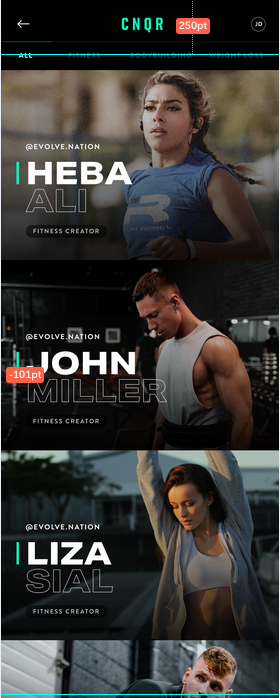 CNQR
250pt
JD
ALL FITNESS BODYBUILDING WEIGHT LOSS
@EVOLVE.NATION
HEBA
ALI
FITNESS CREATOR
@EVOLVE.NATION
JOHN
-101pt
MILLER
FITNESS CREATOR
@EVOLVE.NATION
LIZA
SIAL
FITNESS CREATOR